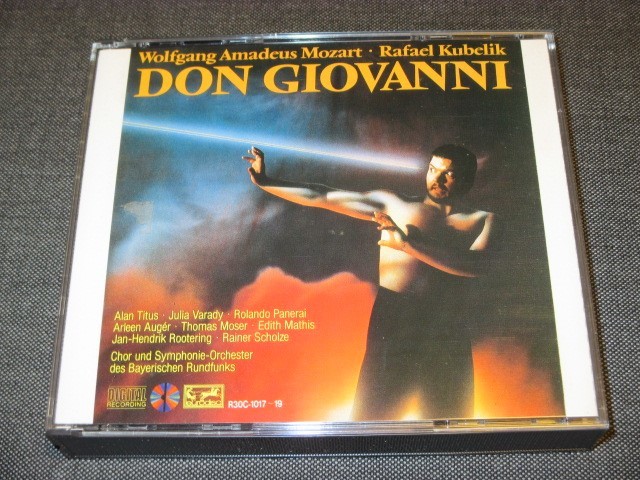 Wolfgang Amadeus Mozart · Rafael Kubelik
DON GIOVANNI
Alan Titus · Julia Varady · Rolando Panerai
Arleen Augér · Thomas Moser Edith Mathis
Jan-Hendrik Rootering · Rainer Scholze
Chor und Symphonie-Orchester
des Bayerischen Rundfunks
DIGITAL
RECORDING
eurodisc
R30C-1017–19